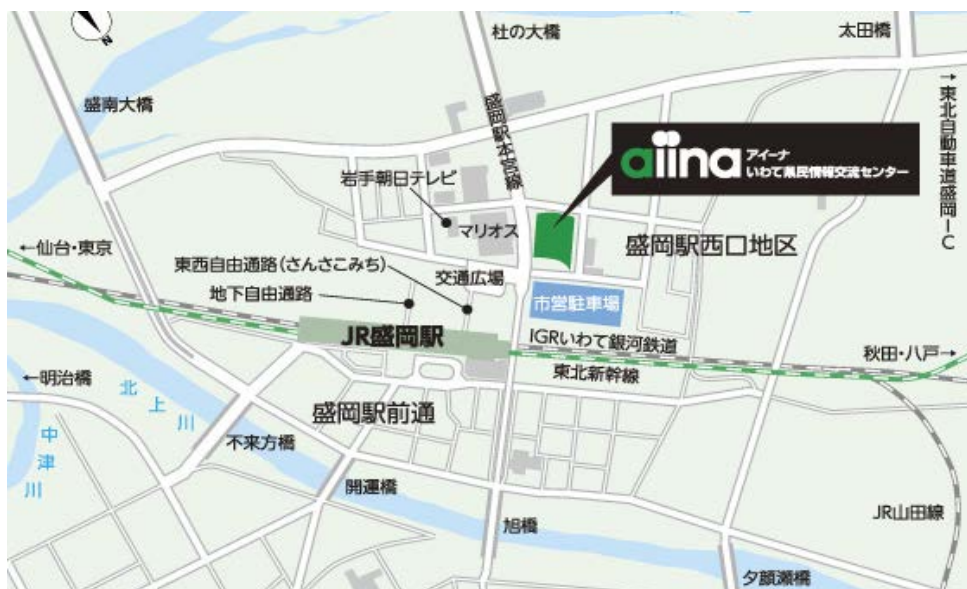 N
杜の大橋
太田橋
盛南大橋
盛岡駅本宮線
aiina
アイーナ
いわて県民情報交流センター
→東北自動車道盛岡IC
岩手朝日テレビ
マリオス
盛岡駅西口地区
←仙台・東京
東西自由通路(さんさこみち)
交通広場
地下自由通路
市営駐車場
JR盛岡駅
IGRいわて銀河鉄道
秋田・八戸→
東北新幹線
←明治橋
北上川
盛岡駅前通
中津川
不来方橋
開運橋
旭橋
JR山田線
夕顔瀬橋